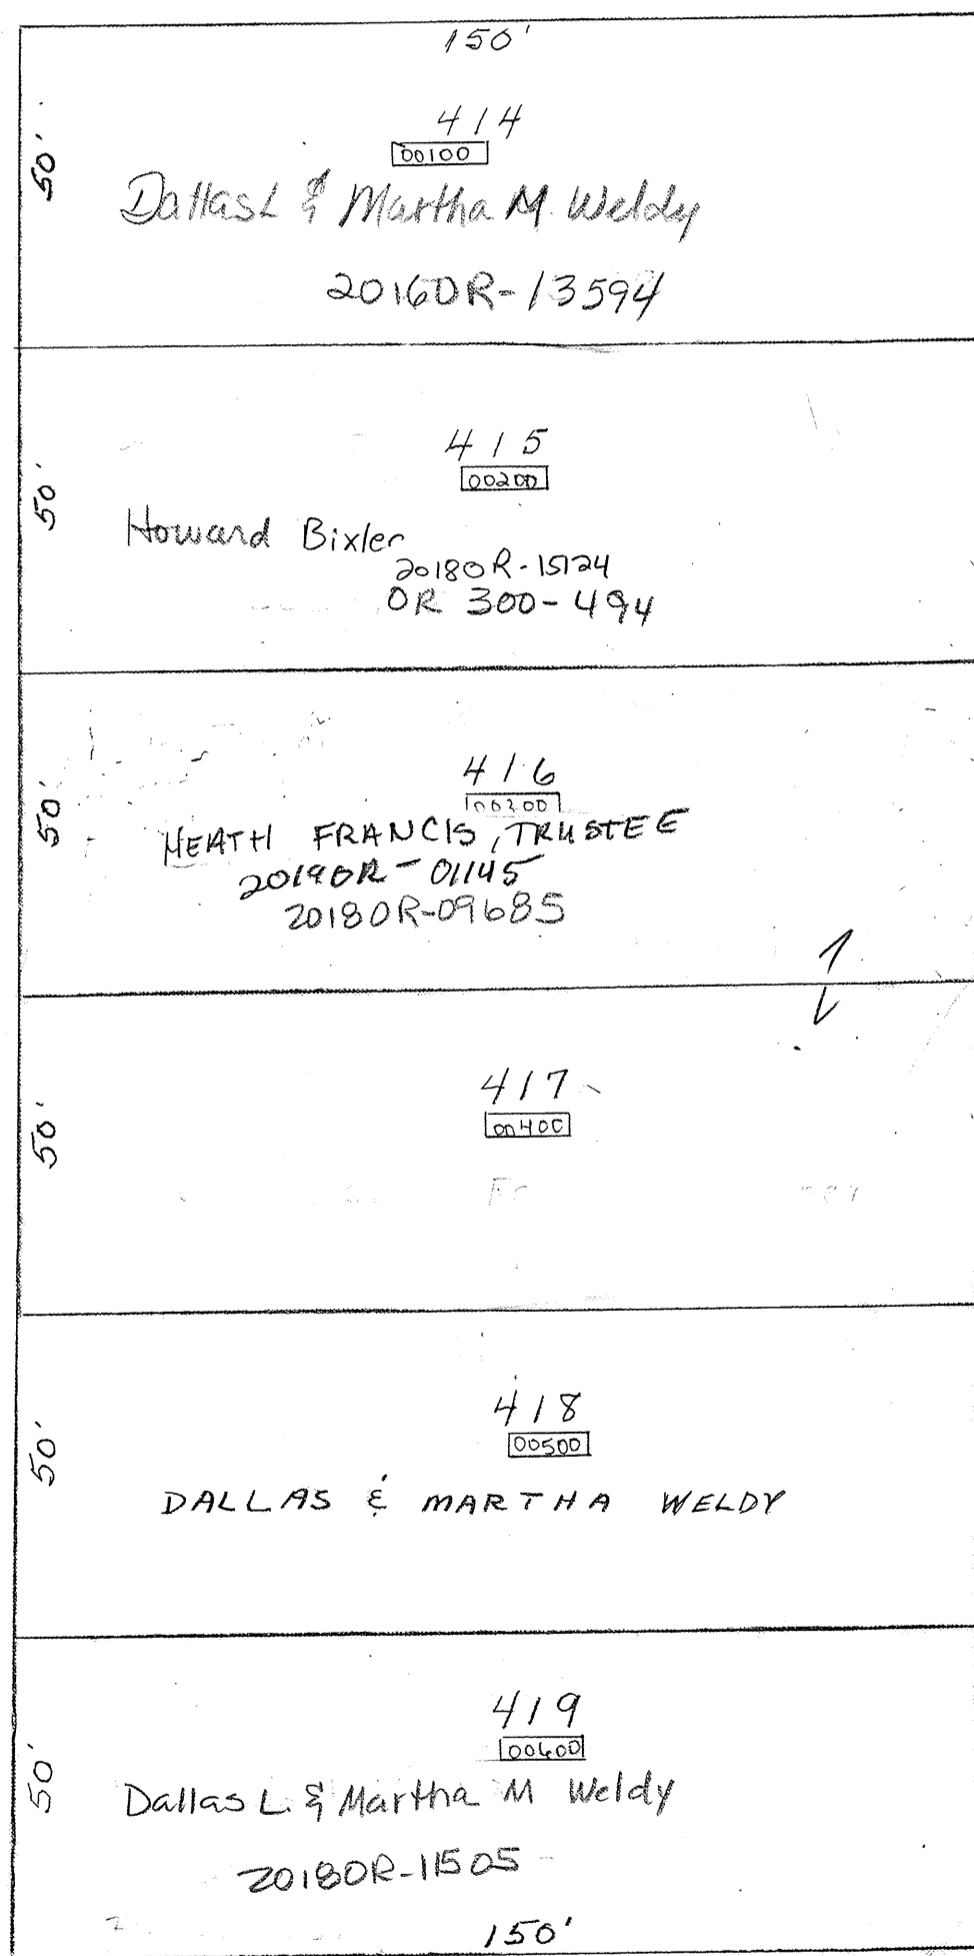 150'
50'
414
00100
Dallas L & Martha M. Weldy
2016OR-13594
50'
415
00200
Howard Bixler
2018OR-15124
OR 300-494
50'
416
00300
HEATH FRANCIS, TRUSTEE
2019OR-01145
2018OR-09685
50'
417
00400
50'
418
00500
DALLAS & MARTHA WELDY
50'
419
00600
Dallas L. & Martha M Weldy
2018OR-11505
150'